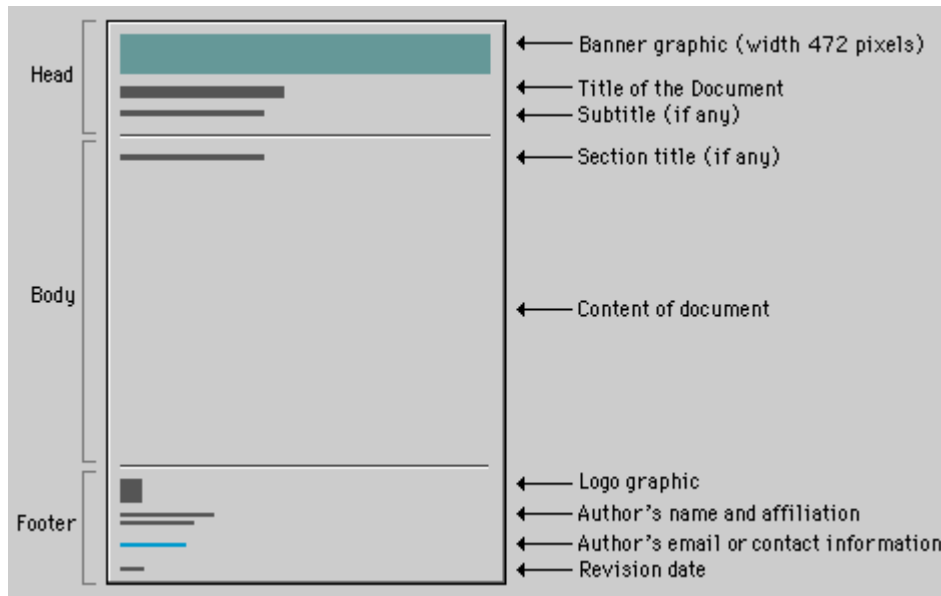 Head
Banner graphic (width 472 pixels)
Title of the Document
Subtitle (if any)
Body
Section title (if any)
Content of document
Footer
Logo graphic
Author's name and affiliation
Author's email or contact information
Revision date